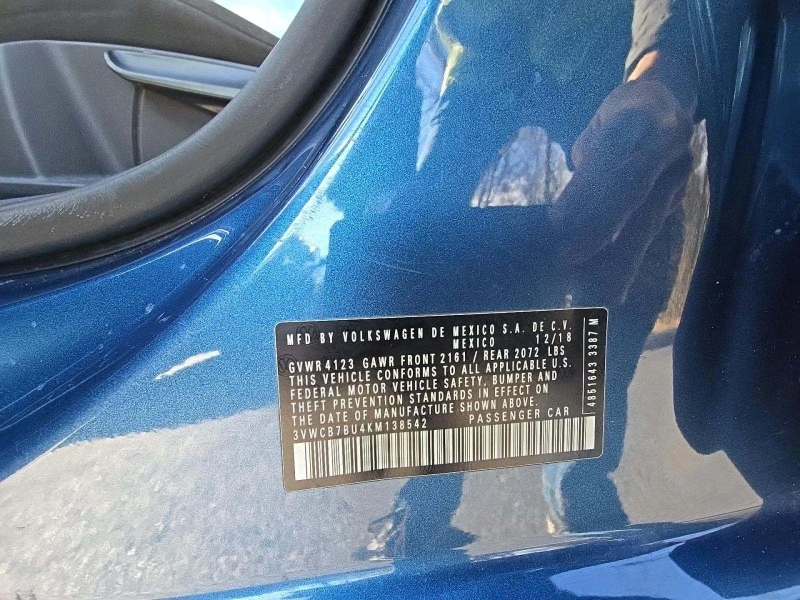 MFD BY VOLKSWAGEN DE MEXICO S.A. DE C.V.
MEXICO 12/18
GVWR 4123 GAWR FRONT 2161 / REAR 2072 LBS
THIS VEHICLE CONFORMS TO ALL APPLICABLE U.S.
FEDERAL MOTOR VEHICLE SAFETY, BUMPER AND
THEFT PREVENTION STANDARDS IN EFFECT ON
THE DATE OF MANUFACTURE SHOWN ABOVE.
3VWCB7BU4KM138542 PASSENGER CAR
4851643 3387 M